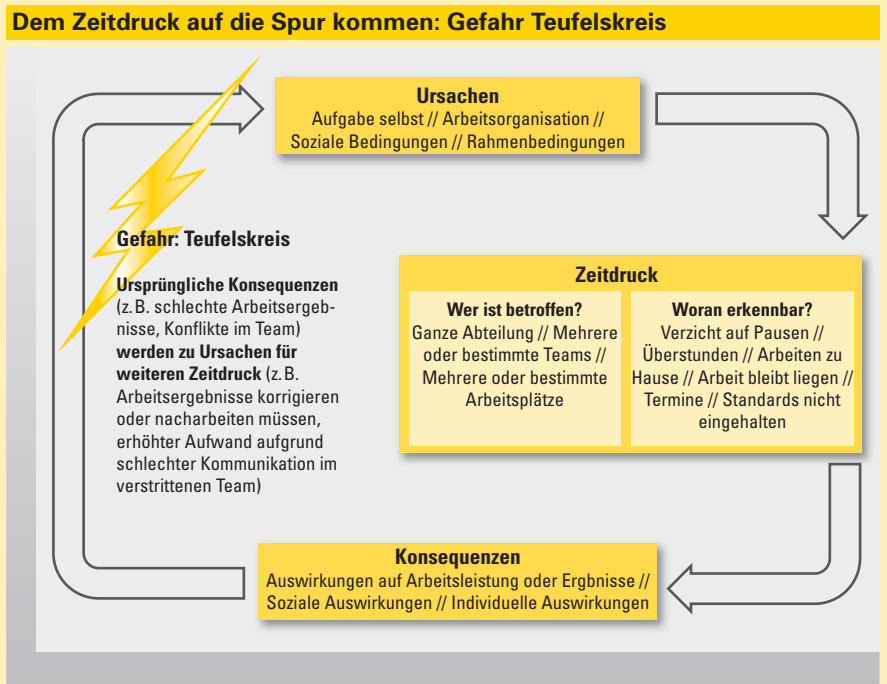 Dem Zeitdruck auf die Spur kommen: Gefahr Teufelskreis
Ursachen
Aufgabe selbst // Arbeitsorganisation //
Soziale Bedingungen // Rahmenbedingungen
Gefahr: Teufelskreis
Ursprüngliche Konsequenzen
(z.B. schlechte Arbeitsergeb-
nisse, Konflikte im Team)
werden zu Ursachen für
weiteren Zeitdruck (z.B.
Arbeitsergebnisse korrigieren
oder nacharbeiten müssen,
erhöhter Aufwand aufgrund
schlechter Kommunikation im
verstrittenen Team)
Zeitdruck
Wer ist betroffen?
Ganze Abteilung // Mehrere
oder bestimmte Teams //
Mehrere oder bestimmte
Arbeitsplätze
Woran erkennbar?
Verzicht auf Pausen //
Überstunden // Arbeiten zu
Hause // Arbeit bleibt liegen //
Termine // Standards nicht
eingehalten
Konsequenzen
Auswirkungen auf Arbeitsleistung oder Ergbnisse //
Soziale Auswirkungen // Individuelle Auswirkungen